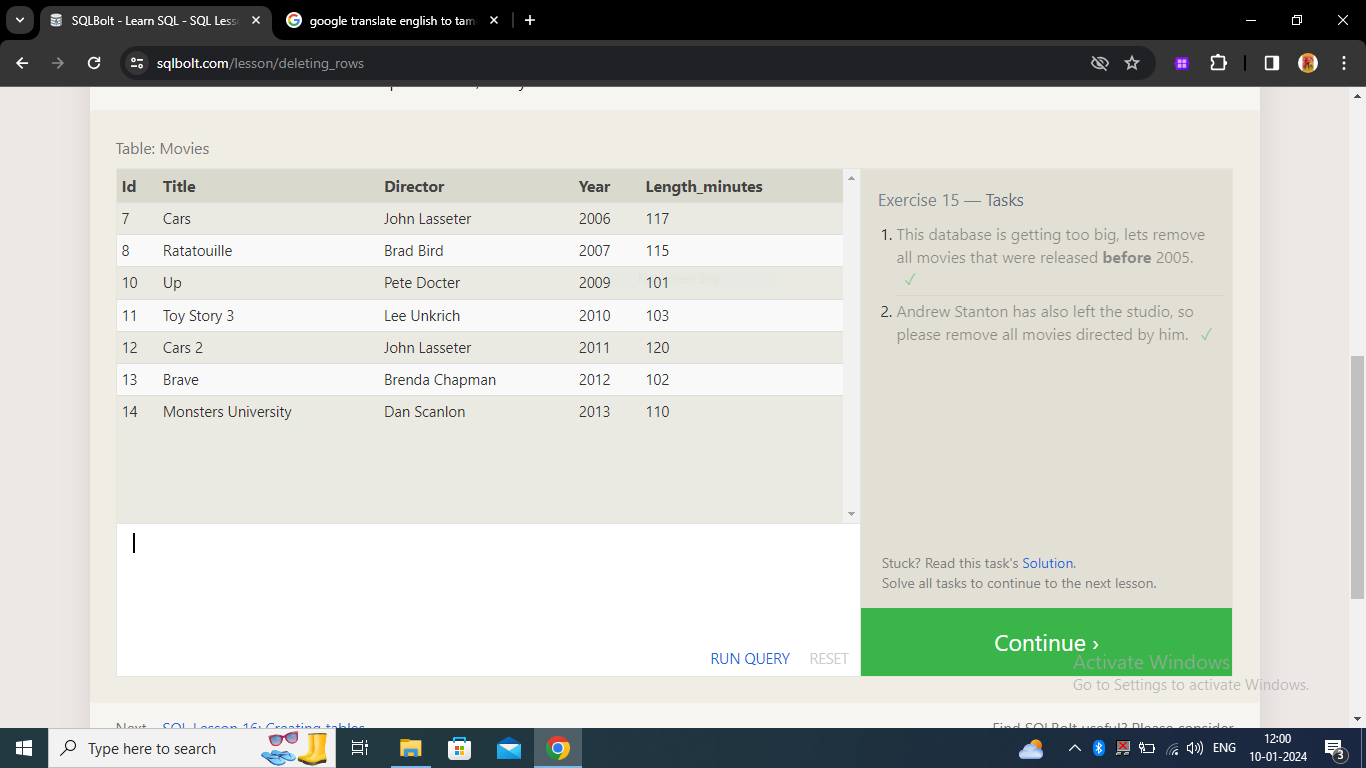 SQLBolt - Learn SQL - SQL Less
google translate english to tam
sqlbolt.com/lesson/deleting_rows
Table: Movies
Id Title Director Year Length_minutes
7 Cars John Lasseter 2006 117
8 Ratatouille Brad Bird 2007 115
10 Up Pete Docter 2009 101
11 Toy Story 3 Lee Unkrich 2010 103
12 Cars 2 John Lasseter 2011 120
13 Brave Brenda Chapman 2012 102
14 Monsters University Dan Scanlon 2013 110
RUN QUERY RESET
Exercise 15 — Tasks
1. This database is getting too big, lets remove
all movies that were released before 2005.
✓
2. Andrew Stanton has also left the studio, so
please remove all movies directed by him. ✓
Stuck? Read this task's Solution.
Solve all tasks to continue to the next lesson.
Continue ›
Activate Windows
Go to Settings to activate Windows.
Next – SQL Lesson 16: Creating tables
Find SQLBolt useful? Please consider
Type here to search
ENG
12:00
10-01-2024
3